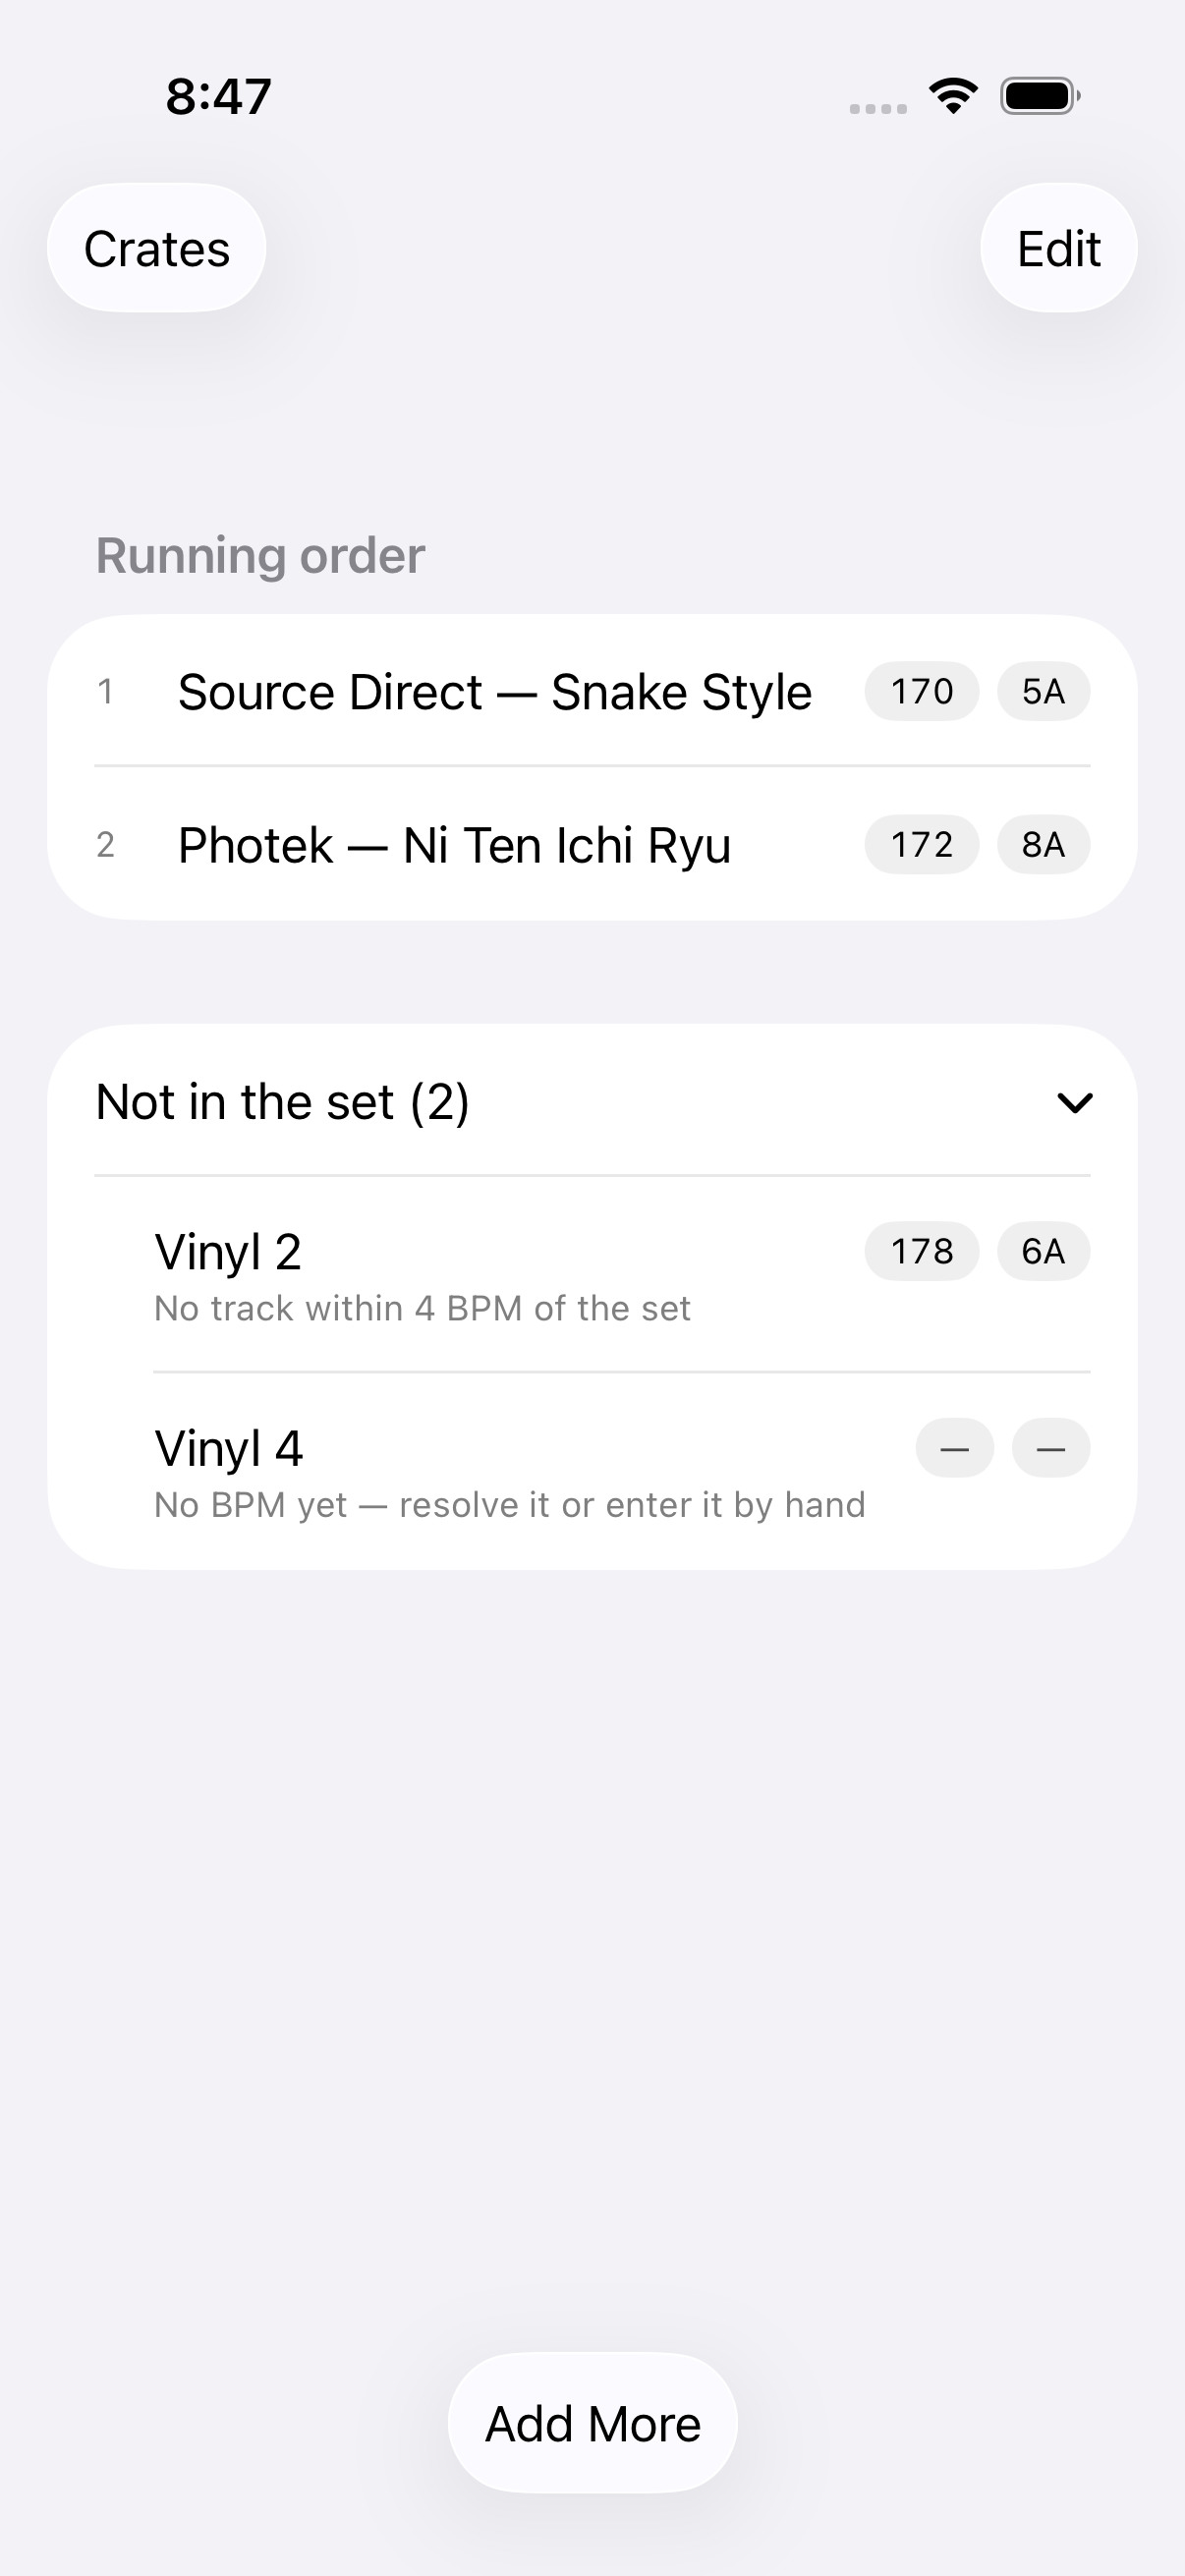 8:47
Crates
Edit
Running order
1 Source Direct — Snake Style 170 5A
2 Photek — Ni Ten Ichi Ryu 172 8A
Not in the set (2)
Vinyl 2 178 6A
No track within 4 BPM of the set
Vinyl 4 — —
No BPM yet — resolve it or enter it by hand
Add More